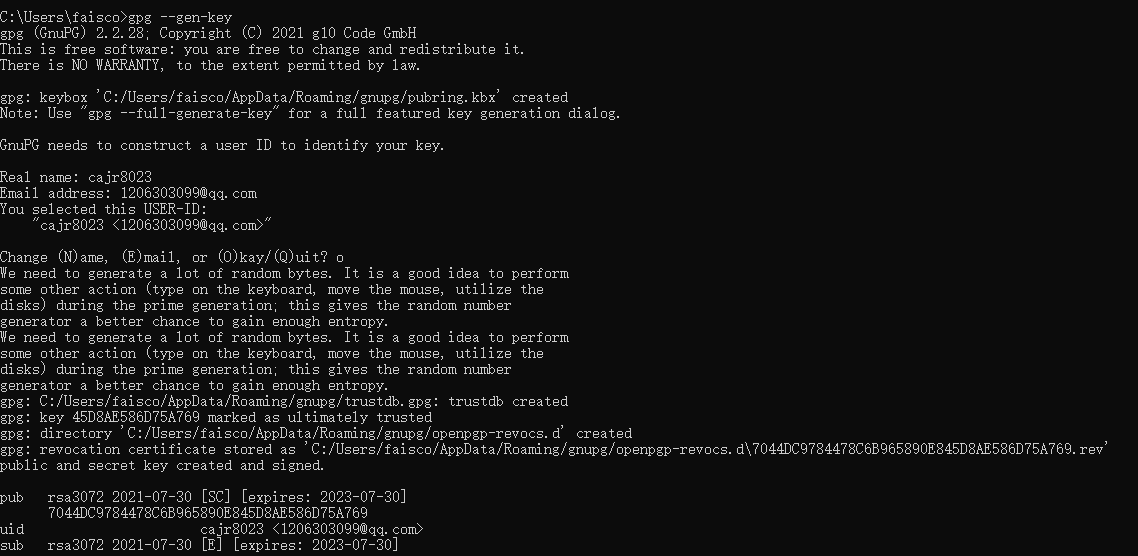 C:\Users\faisco>gpg --gen-key
gpg (GnuPG) 2.2.28; Copyright (C) 2021 g10 Code GmbH
This is free software: you are free to change and redistribute it.
There is NO WARRANTY, to the extent permitted by law.
gpg: keybox 'C:/Users/faisco/AppData/Roaming/gnupg/pubring.kbx' created
Note: Use "gpg --full-generate-key" for a full featured key generation dialog.
GnuPG needs to construct a user ID to identify your key.
Real name: cajr8023
Email address: 1206303099@qq.com
You selected this USER-ID:
    "cajr8023 <1206303099@qq.com>"
Change (N)ame, (E)mail, or (O)kay/(Q)uit? o
We need to generate a lot of random bytes. It is a good idea to perform
some other action (type on the keyboard, move the mouse, utilize the
disks) during the prime generation; this gives the random number
generator a better chance to gain enough entropy.
We need to generate a lot of random bytes. It is a good idea to perform
some other action (type on the keyboard, move the mouse, utilize the
disks) during the prime generation; this gives the random number
generator a better chance to gain enough entropy.
gpg: C:/Users/faisco/AppData/Roaming/gnupg/trustdb.gpg: trustdb created
gpg: key 45D8AE586D75A769 marked as ultimately trusted
gpg: directory 'C:/Users/faisco/AppData/Roaming/gnupg/openpgp-revocs.d' created
gpg: revocation certificate stored as 'C:/Users/faisco/AppData/Roaming/gnupg/openpgp-revocs.d\7044DC9784478C6B965890E845D8AE586D75A769.rev'
public and secret key created and signed.
pub   rsa3072 2021-07-30 [SC] [expires: 2023-07-30]
      7044DC9784478C6B965890E845D8AE586D75A769
uid                      cajr8023 <1206303099@qq.com>
sub   rsa3072 2021-07-30 [E] [expires: 2023-07-30]